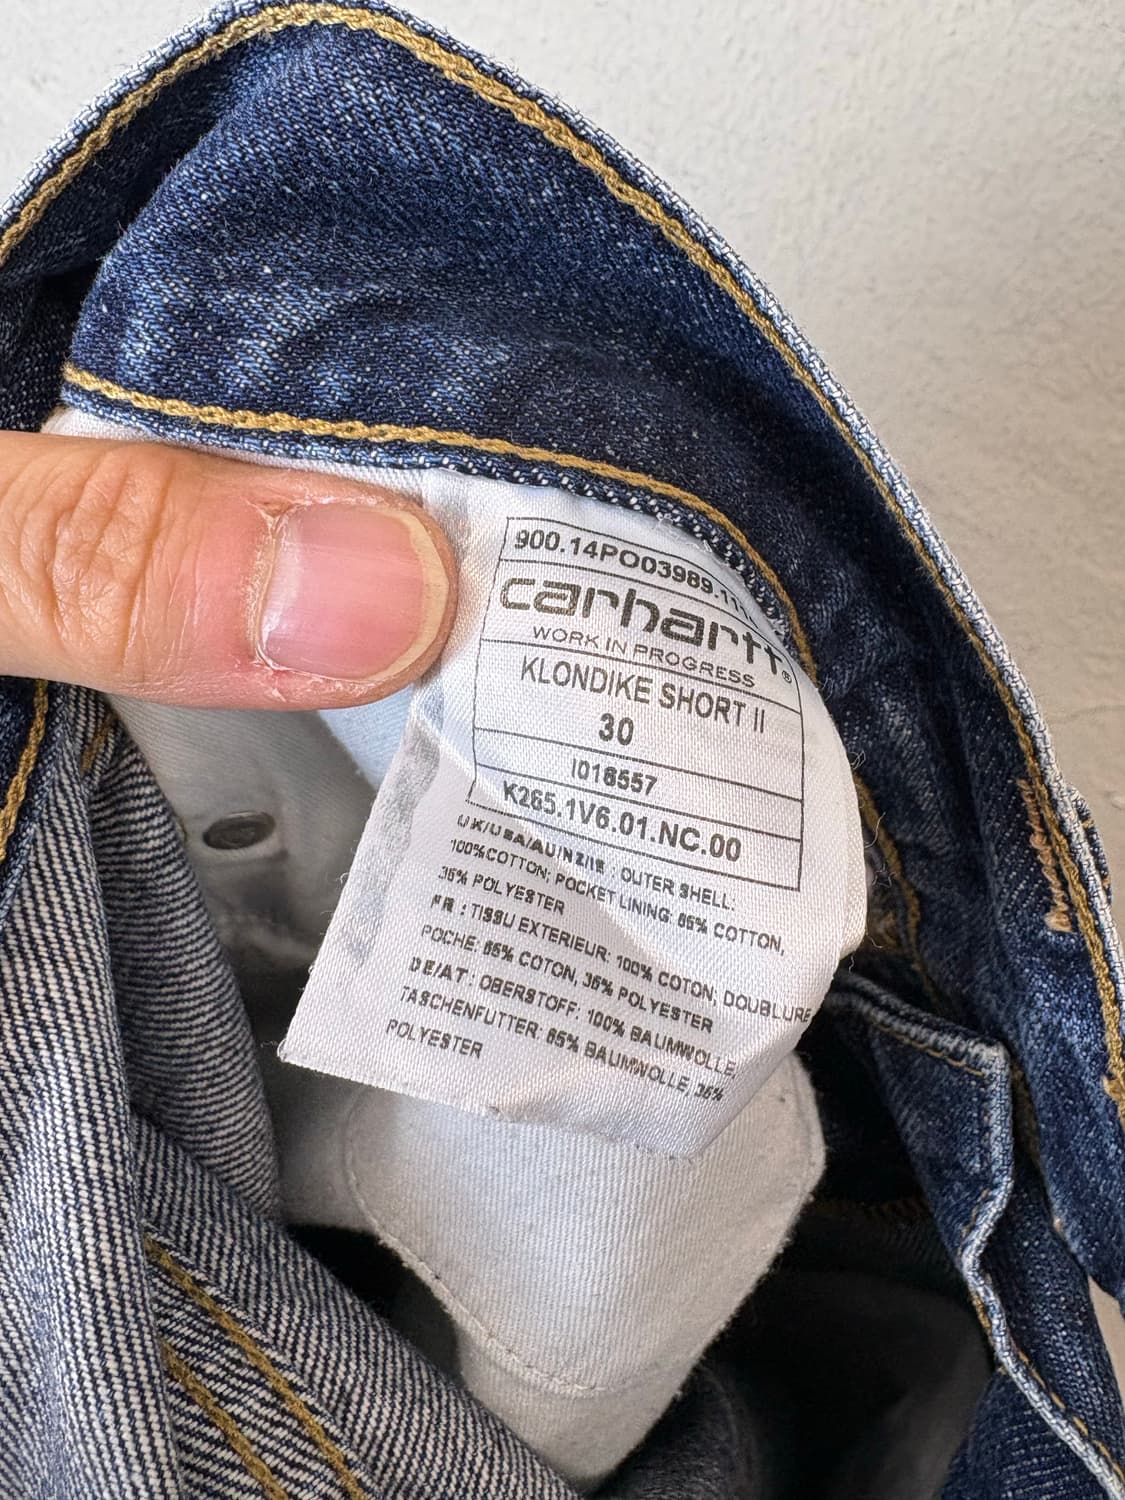 900.14PO03989.11
carhartt®
WORK IN PROGRESS
KLONDIKE SHORT II
30
I018557
K265.1V6.01.NC.00
UK/USA/AU/NZ/IE : OUTER SHELL:
100%COTTON; POCKET LINING: 65% COTTON,
35% POLYESTER
FR : TISSU EXTERIEUR: 100% COTON, DOUBLURE
POCHE: 65% COTON, 35% POLYESTER
DE/AT : OBERSTOFF: 100% BAUMWOLLE,
TASCHENFUTTER: 65% BAUMWOLLE, 35%
POLYESTER